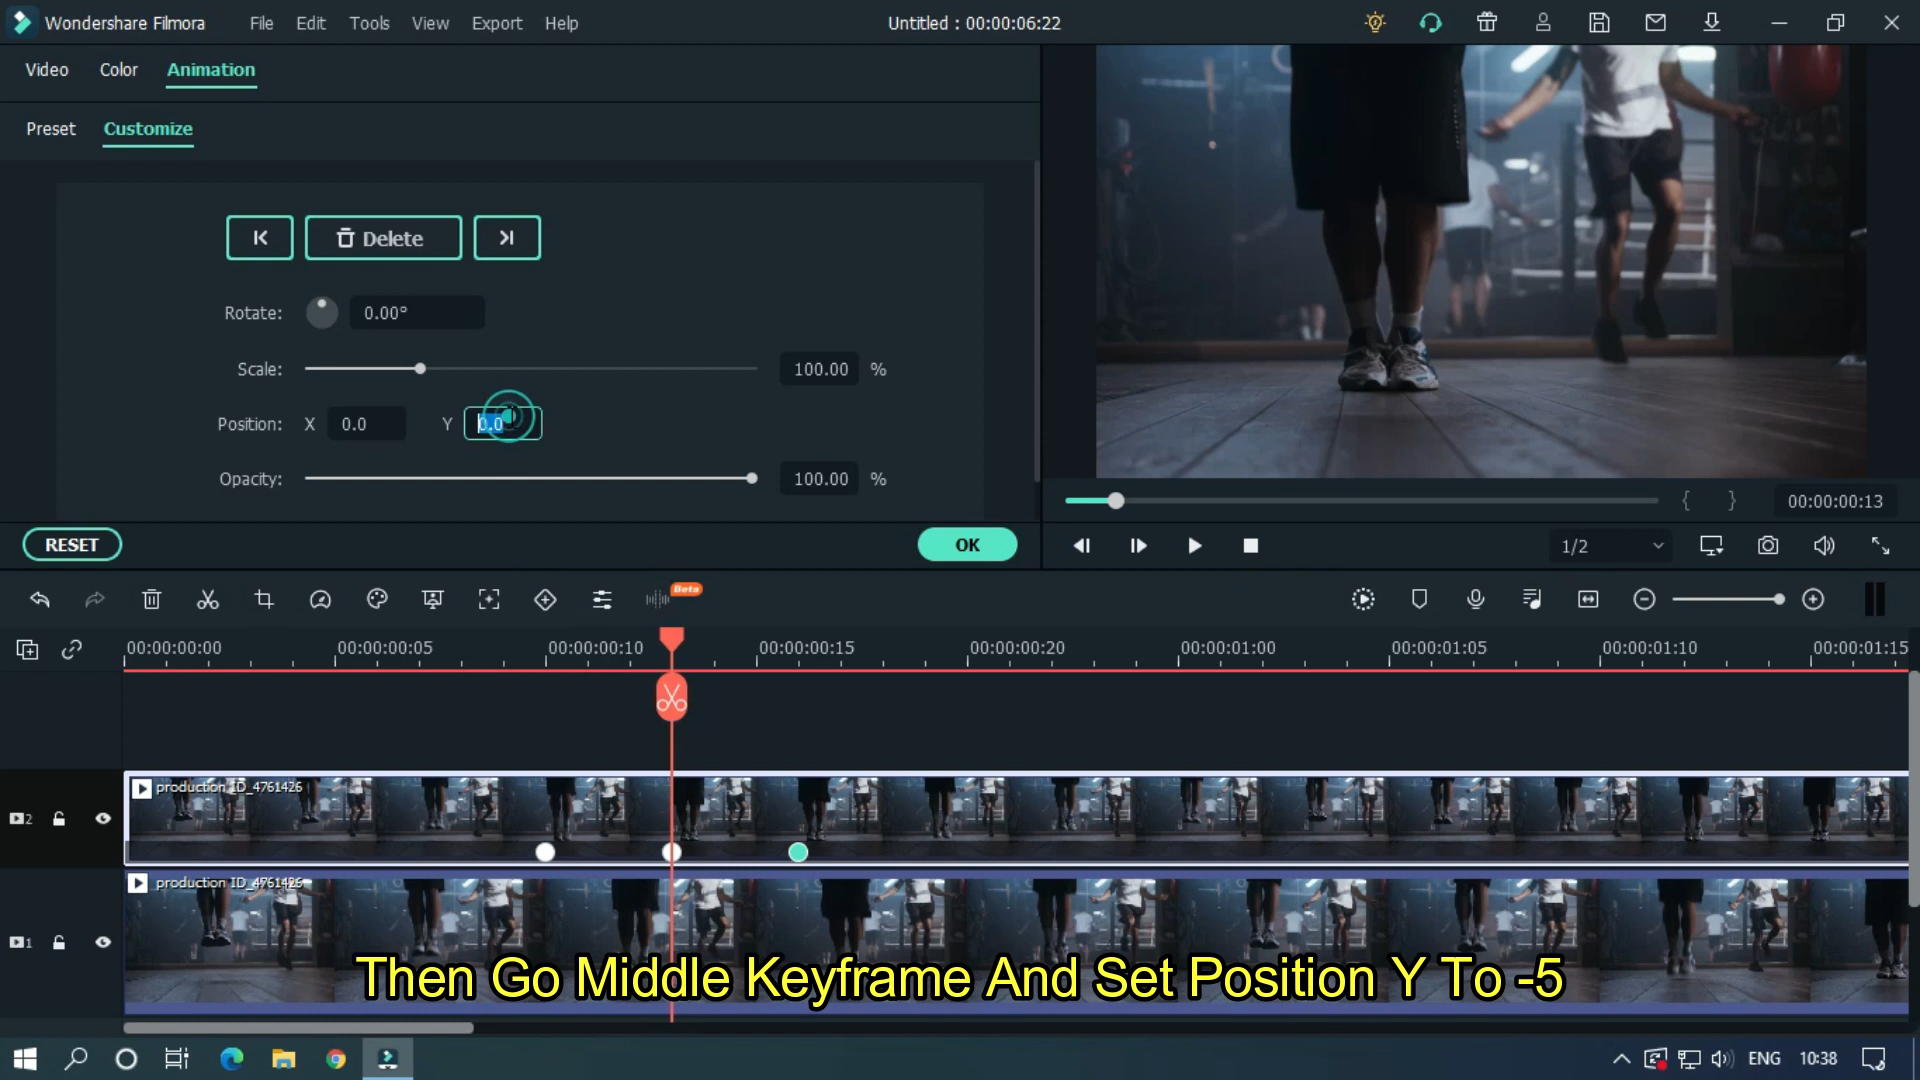 Wondershare Filmora File Edit Tools View Export Help Untitled : 00:00:06:22
Video Color Animation
Preset Customize
Delete
Rotate: 0.00°
Scale: 100.00 %
Position: X 0.0 Y 0.0
Opacity: 100.00 %
00:00:00:13
RESET OK 1/2
Beta
00:00:00:00 00:00:00:05 00:00:00:10 00:00:00:15 00:00:00:20 00:00:01:00 00:00:01:05 00:00:01:10 00:00:01:15
production ID_4761426
2
production ID_4761426
1
Then Go Middle Keyframe And Set Position Y To -5
ENG 10:38